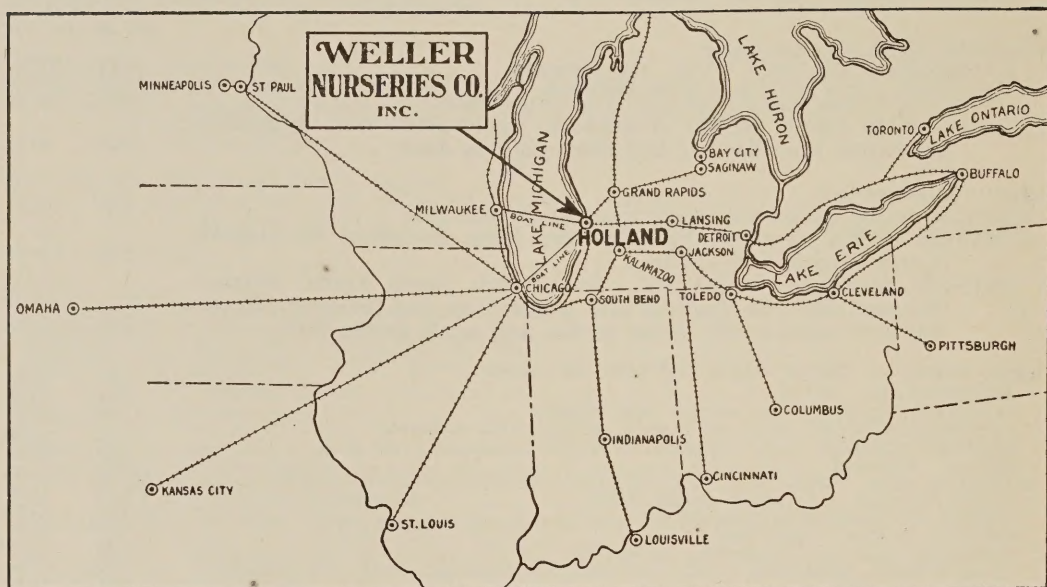 WELLER
NURSERIES CO.
INC.
MINNEAPOLIS
ST PAUL
LAKE HURON
LAKE MICHIGAN
TORONTO
LAKE ONTARIO
BAY CITY
SAGINAW
BUFFALO
GRAND RAPIDS
MILWAUKEE
BOAT LINE
LANSING
HOLLAND
DETROIT
JACKSON
KALAMAZOO
LAKE ERIE
BOAT LINE
CHICAGO
OMAHA
SOUTH BEND
TOLEDO
CLEVELAND
PITTSBURGH
COLUMBUS
INDIANAPOLIS
CINCINNATI
KANSAS CITY
ST. LOUIS
LOUISVILLE